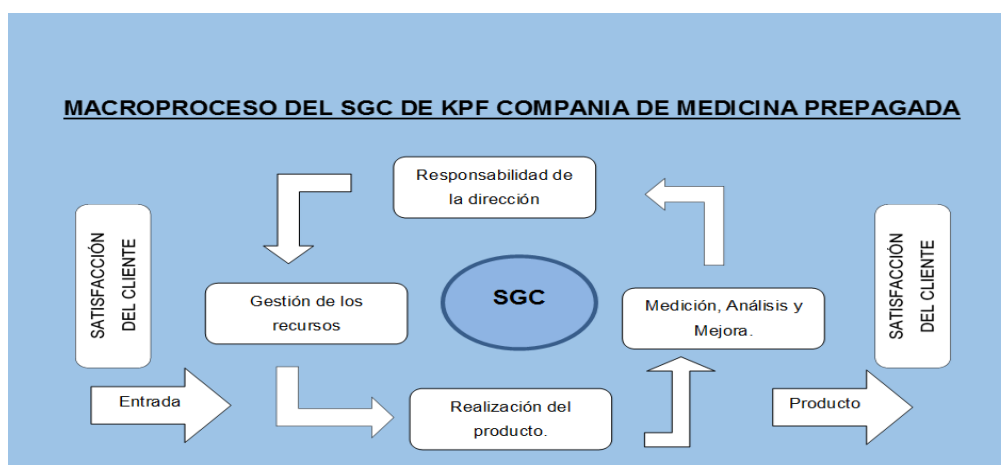 MACROPROCESO DEL SGC DE KPF COMPANIA DE MEDICINA PREPAGADA
Responsabilidad de
la dirección
SATISFACCIÓN
DEL CLIENTE
Gestión de los
recursos
SGC
Medición, Análisis y
Mejora.
SATISFACCIÓN
DEL CLIENTE
Entrada
Realización del
producto.
Producto